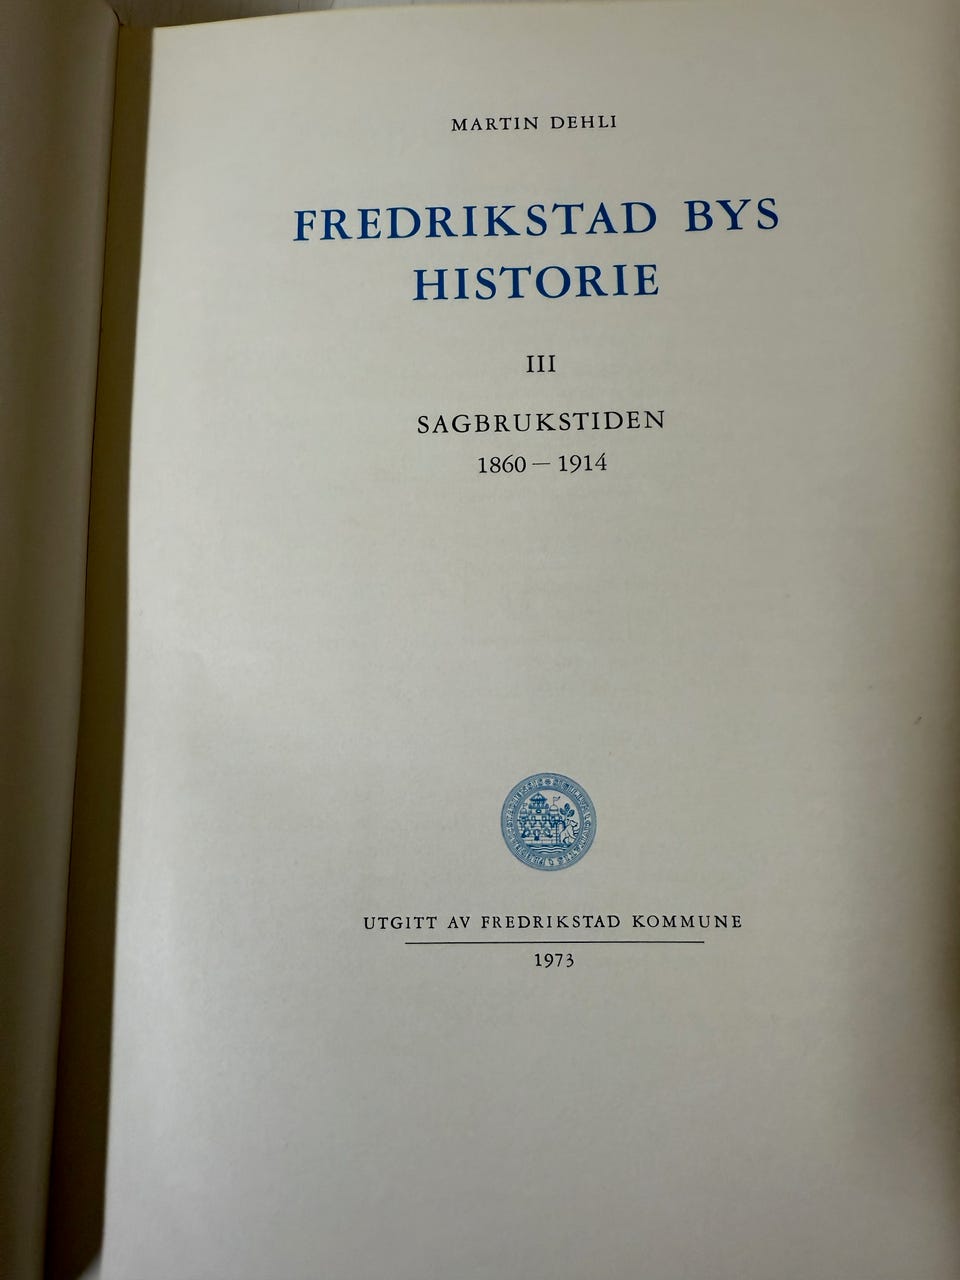 MARTIN DEHLI
FREDRIKSTAD BYS
HISTORIE
III
SAGBRUKSTIDEN
1860 — 1914
UTGITT AV FREDRIKSTAD KOMMUNE
1973